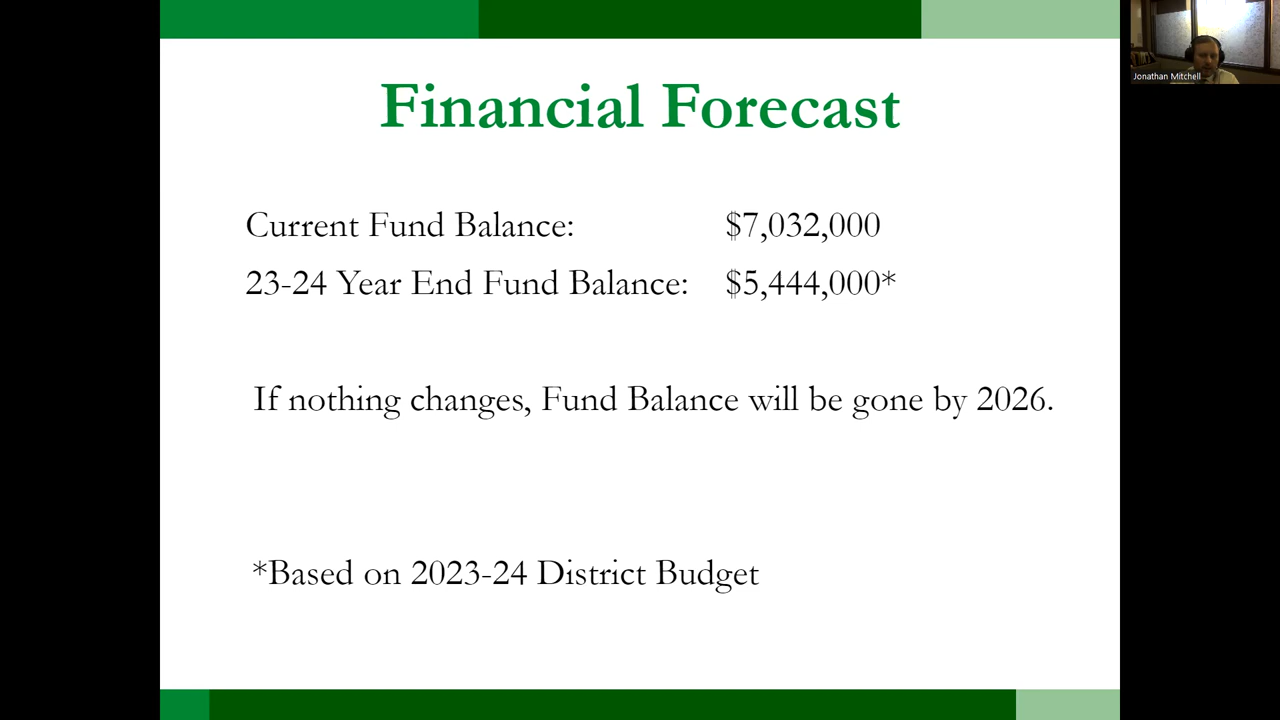 Financial Forecast
Current Fund Balance: $7,032,000
23-24 Year End Fund Balance: $5,444,000*
If nothing changes, Fund Balance will be gone by 2026.
*Based on 2023-24 District Budget
Jonathan Mitchell